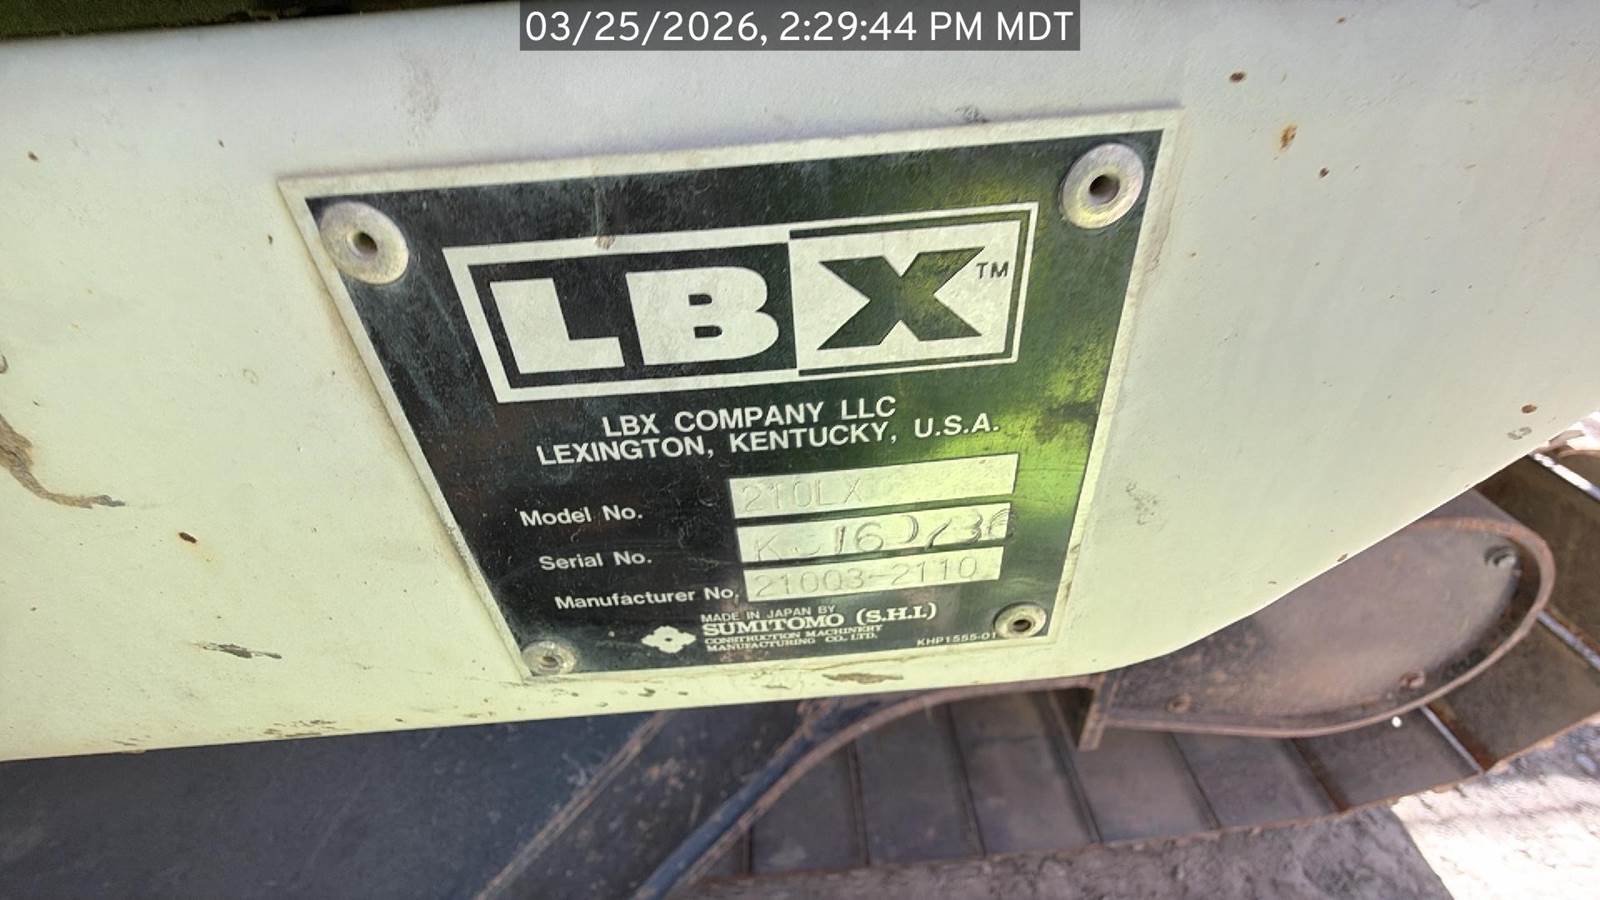 03/25/2026, 2:29:44 PM MDT
LBX™
LBX COMPANY LLC
LEXINGTON, KENTUCKY, U.S.A.
Model No. 210LX
Serial No.
Manufacturer No. 21003-2110
MADE IN JAPAN BY
SUMITOMO (S.H.I.)
CONSTRUCTION MACHINERY
MANUFACTURING CO., LTD.
KHP1555-01